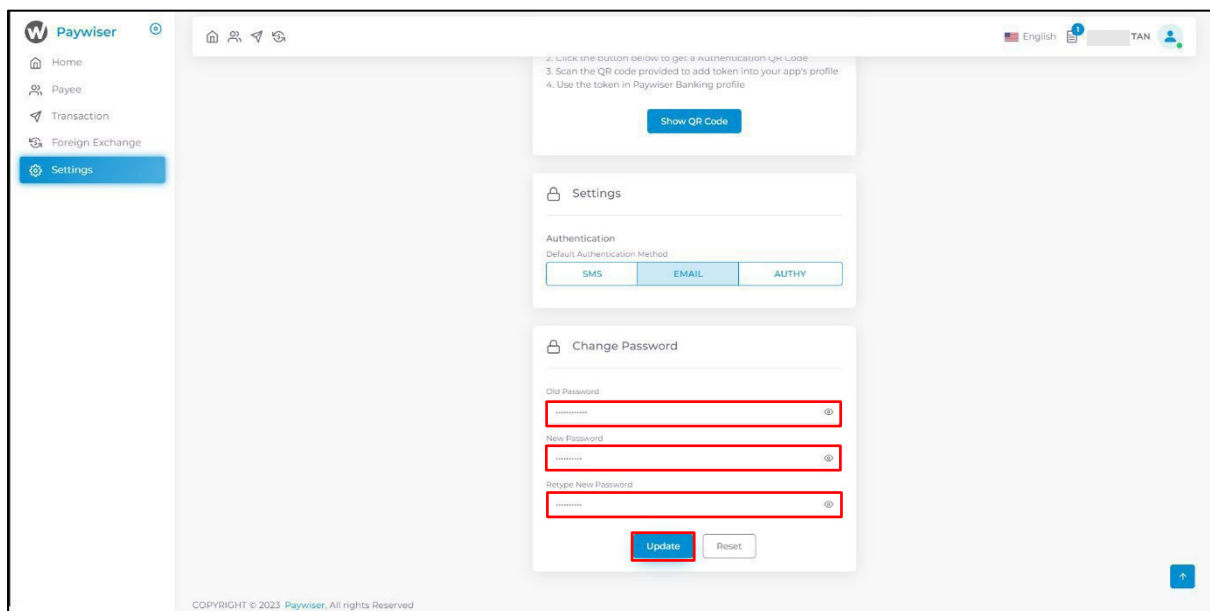 Paywiser
Home
Payee
Transaction
Foreign Exchange
Settings
English 1 TAN
2. Click the button below to get a Authentication QR Code
3. Scan the QR code provided to add token into your app's profile
4. Use the token in Paywiser Banking profile
Show QR Code
Settings
Authentication
Default Authentication Method
SMS EMAIL AUTHY
Change Password
Old Password
············
New Password
··········
Retype New Password
··········
Update Reset
COPYRIGHT © 2023 Paywiser, All rights Reserved